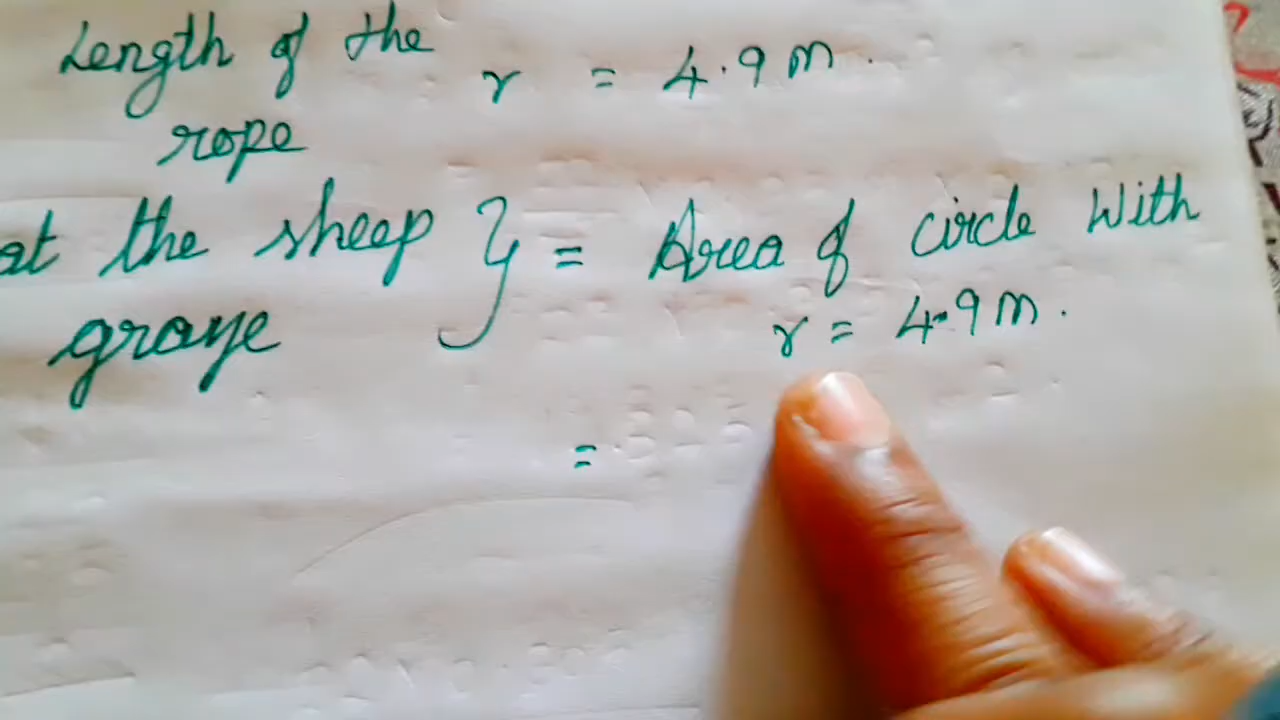 Length of the r = 4.9 m.
rope
at the sheep } = Area of circle With
graze r = 4.9 m.
=